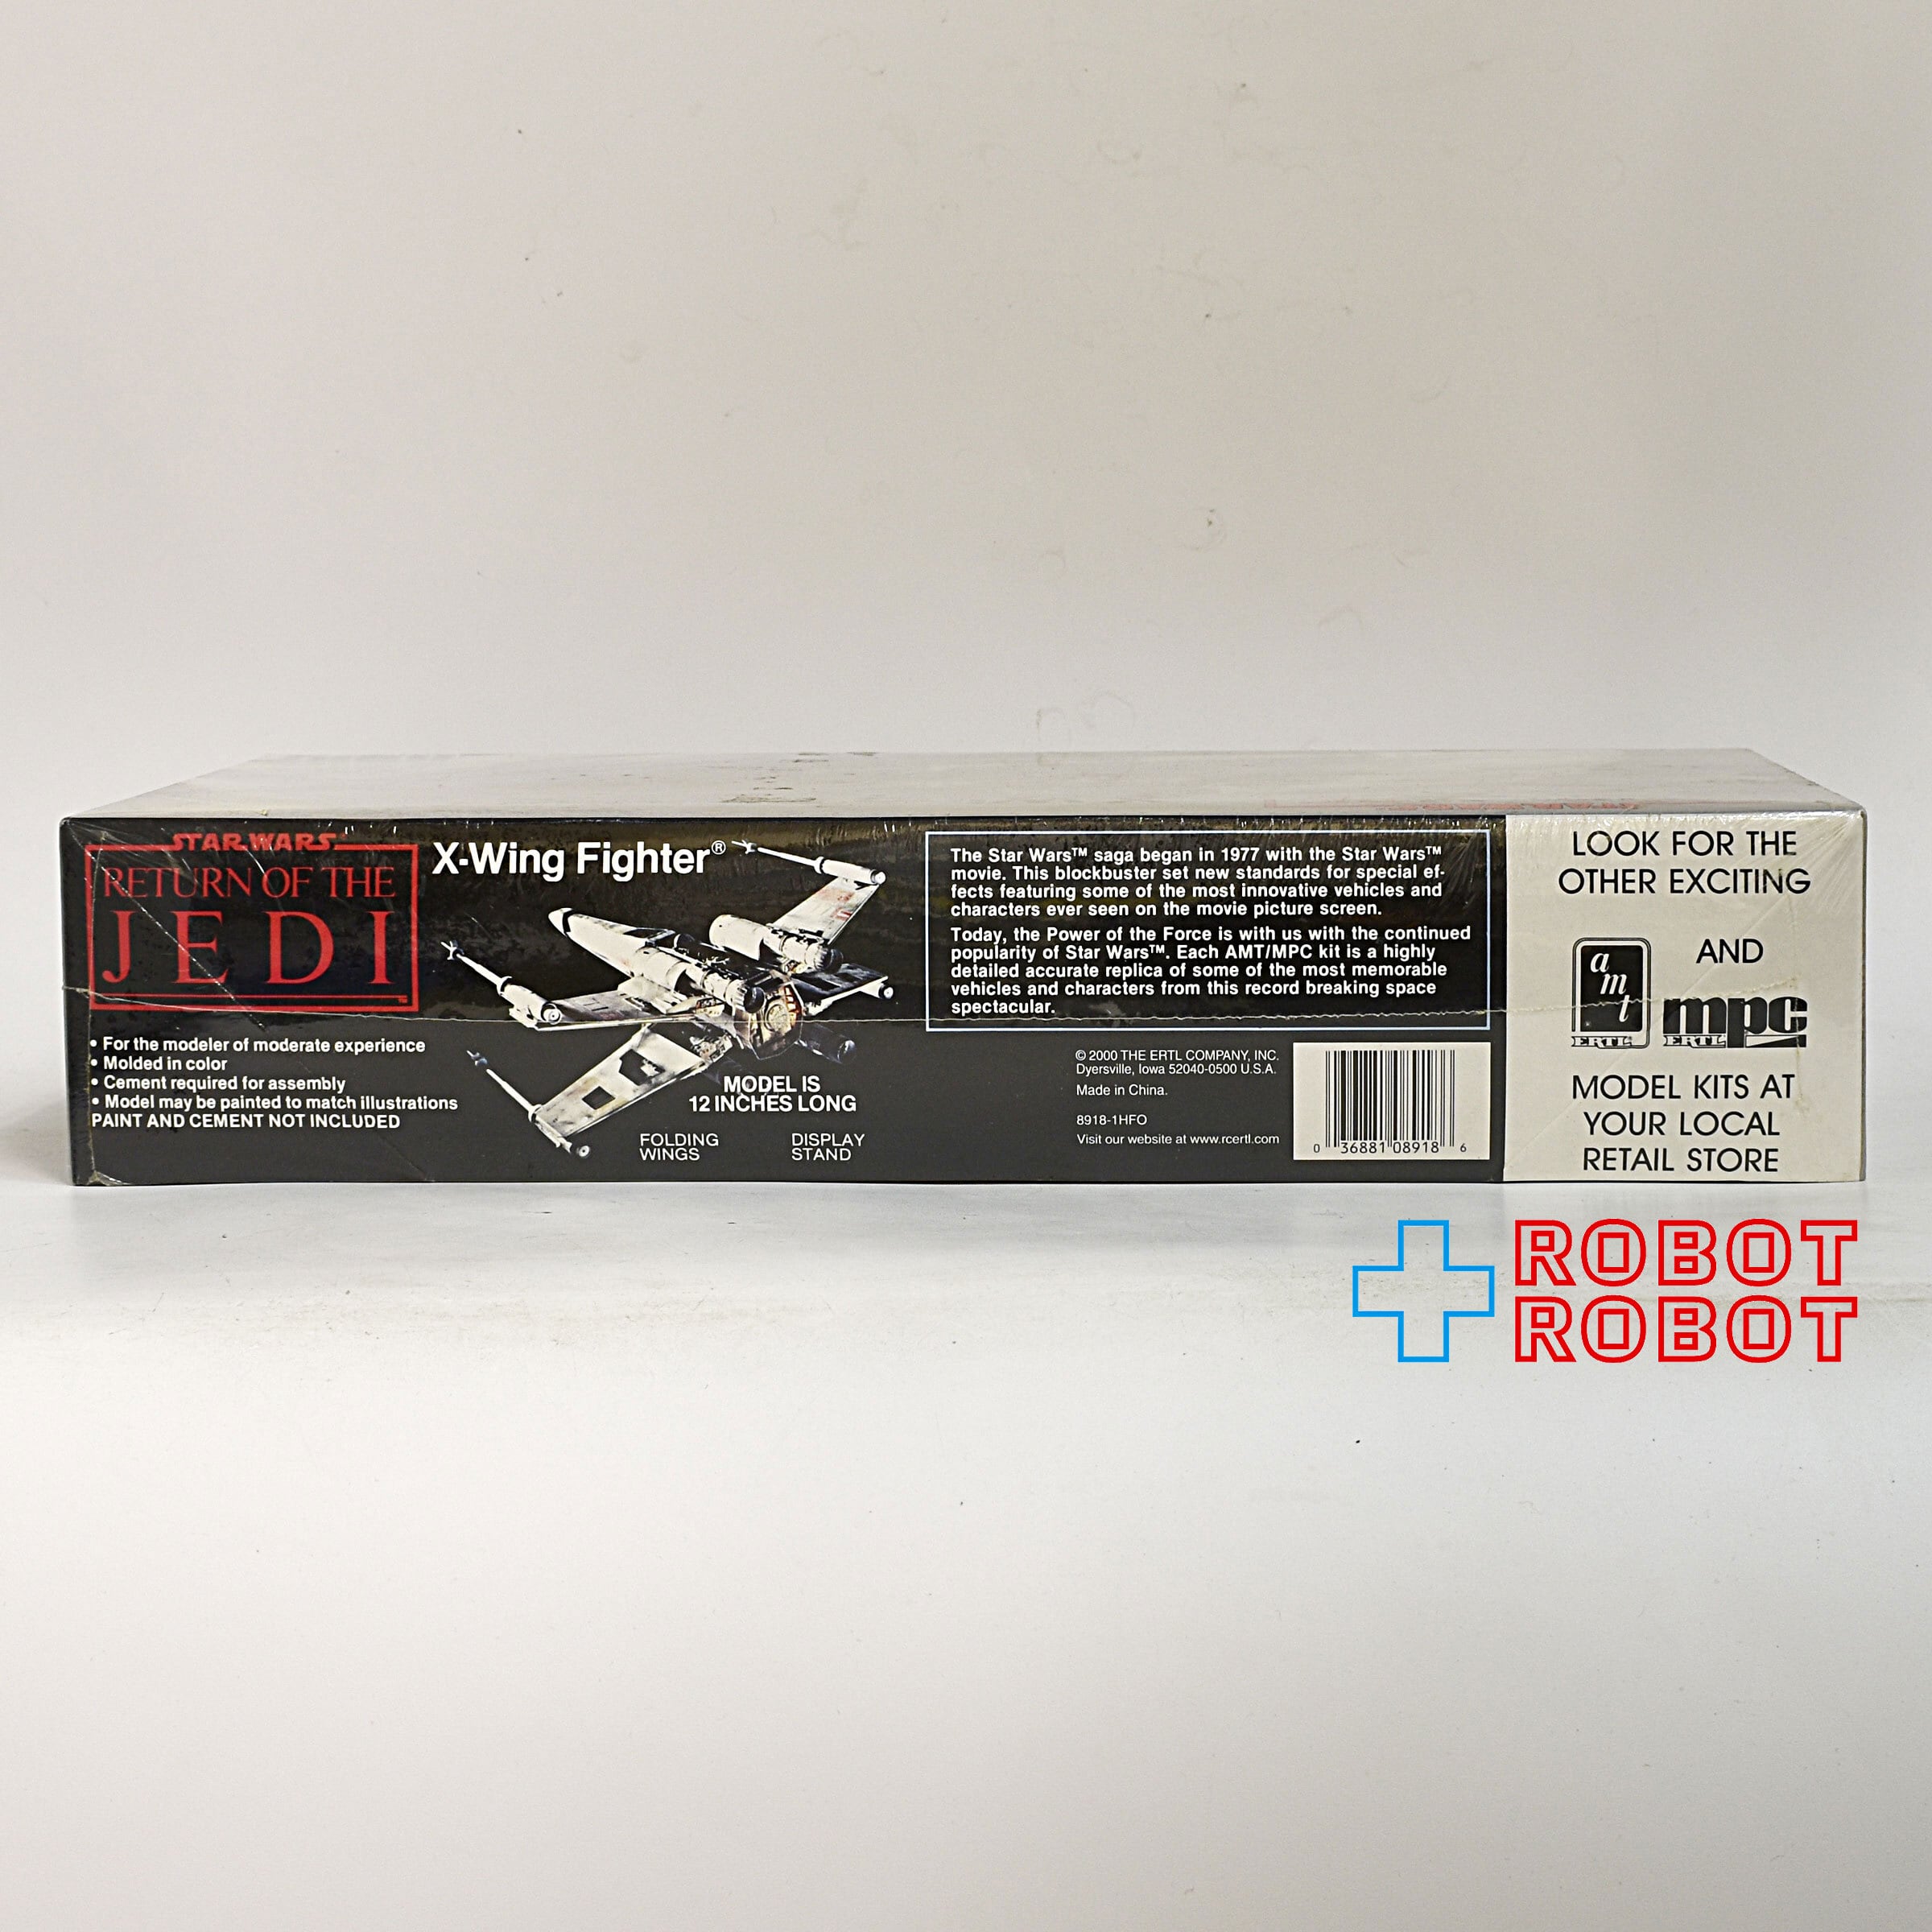 STAR WARS
RETURN OF THE
JEDI
X-Wing Fighter®
• For the modeler of moderate experience
• Molded in color
• Cement required for assembly
• Model may be painted to match illustrations
PAINT AND CEMENT NOT INCLUDED
MODEL IS
12 INCHES LONG
FOLDING
WINGS
DISPLAY
STAND
The Star Wars™ saga began in 1977 with the Star Wars™
movie. This blockbuster set new standards for special ef-
fects featuring some of the most innovative vehicles and
characters ever seen on the movie picture screen.
Today, the Power of the Force is with us with the continued
popularity of Star Wars™. Each AMT/MPC kit is a highly
detailed accurate replica of some of the most memorable
vehicles and characters from this record breaking space
spectacular.
© 2000 THE ERTL COMPANY, INC.
Dyersville, Iowa 52040-0500 U.S.A.
Made in China.
8918-1HFO
Visit our website at www.rcertl.com
0 36881 08918 6
LOOK FOR THE
OTHER EXCITING
amt
ERTL
AND
mpc
ERTL
MODEL KITS AT
YOUR LOCAL
RETAIL STORE
ROBOT
ROBOT